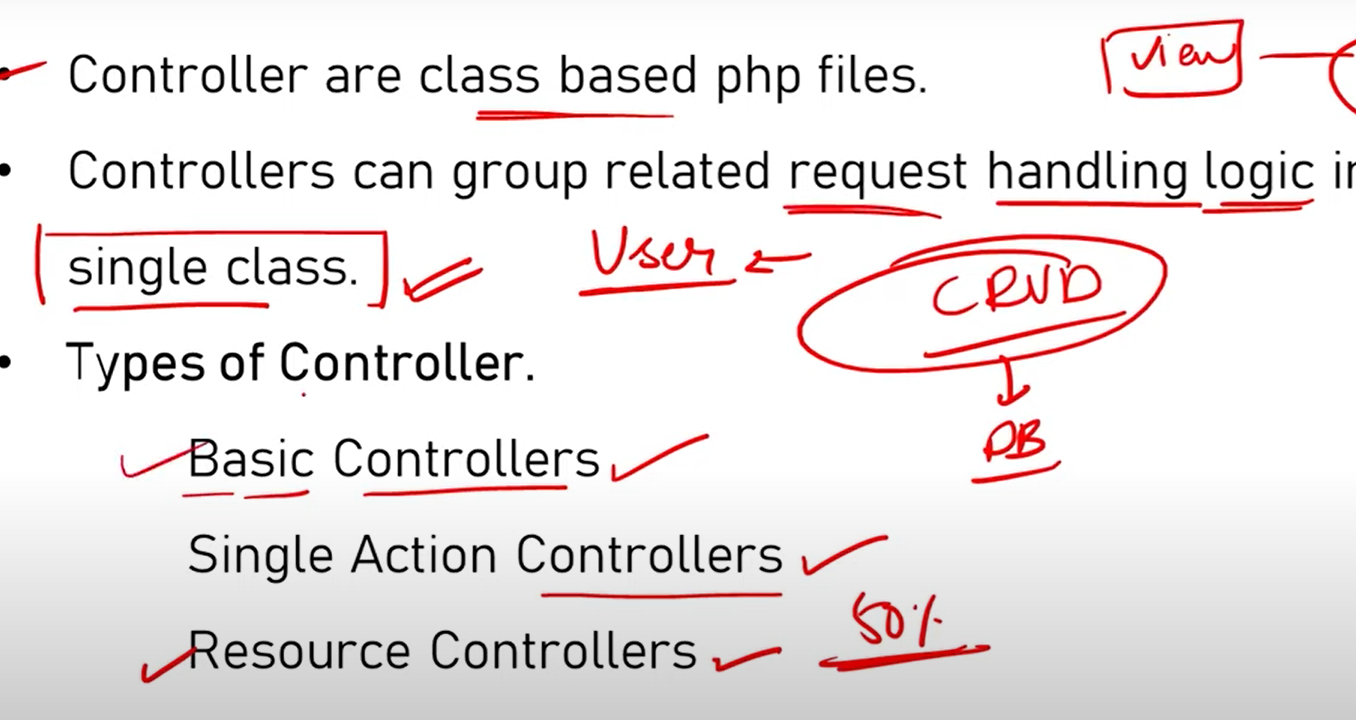 Controller are class based php files.
View
Controllers can group related request handling logic in
single class.
User
CRUD
Types of Controller.
DB
Basic Controllers
Single Action Controllers
50%
Resource Controllers